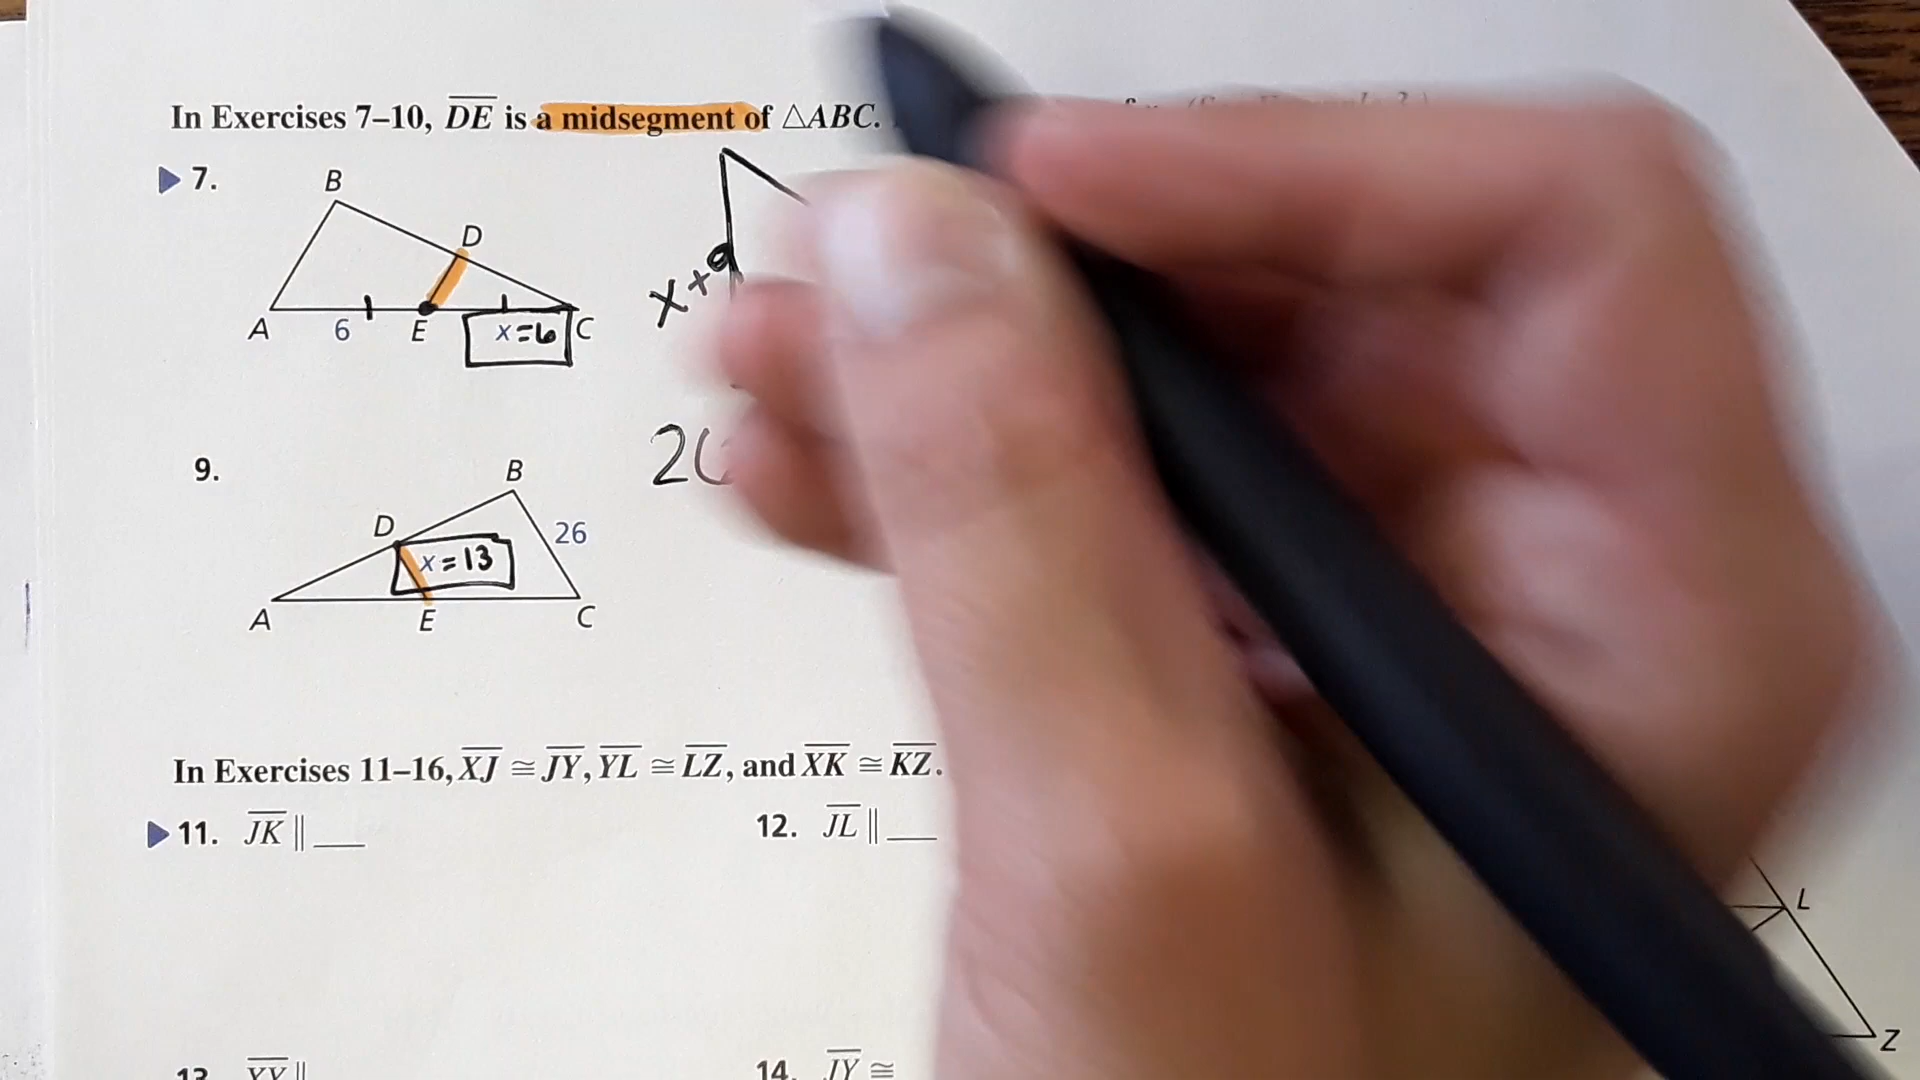 In Exercises 7–10, DE is a midsegment of △ABC.
7.
B
D
A
6
E
x=6
C
x+9
9.
B
D
x=13
26
A
E
C
In Exercises 11–16, XJ ≅ JY, YL ≅ LZ, and XK ≅ KZ.
11. JK || ___
12. JL || ___
L
Z
13.
14. JY ≅